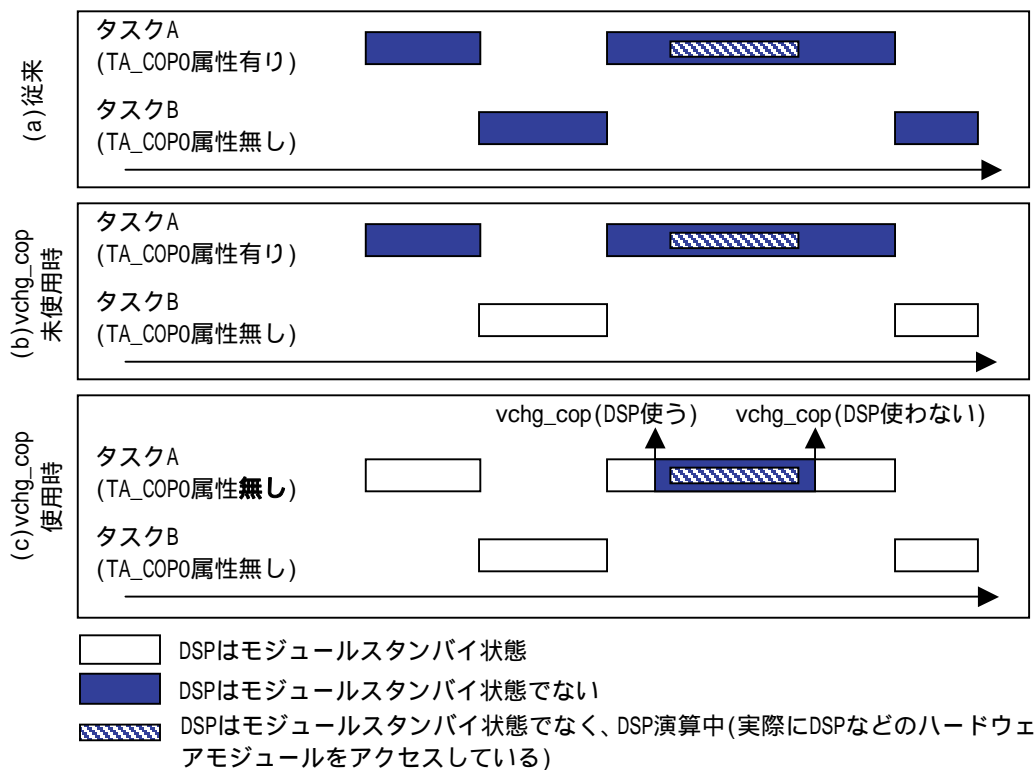 (a)従来
タスクA
(TA_COP0属性有り)
タスクB
(TA_COP0属性無し)
(b)vchg_cop
未使用時
タスクA
(TA_COP0属性有り)
タスクB
(TA_COP0属性無し)
(c)vchg_cop
使用時
vchg_cop(DSP使う) vchg_cop(DSP使わない)
タスクA
(TA_COP0属性無し)
タスクB
(TA_COP0属性無し)
DSPはモジュールスタンバイ状態
DSPはモジュールスタンバイ状態でない
DSPはモジュールスタンバイ状態でなく、DSP演算中(実際にDSPなどのハードウェ
アモジュールをアクセスしている)